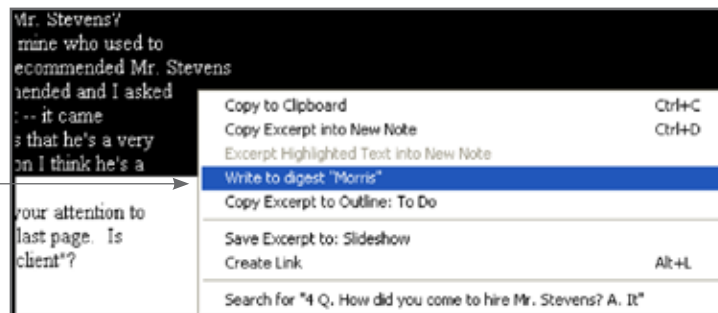 Mr. Stevens?
mine who used to
ecommended Mr. Stevens
nended and I asked
: -- it came
s that he's a very
on I think he's a
your attention to
last page. Is
client"?
Copy to Clipboard Ctrl+C
Copy Excerpt into New Note Ctrl+D
Excerpt Highlighted Text into New Note
Write to digest "Morris"
Copy Excerpt to Outline: To Do
Save Excerpt to: Slideshow
Create Link Alt+L
Search for "4 Q. How did you come to hire Mr. Stevens? A. It"